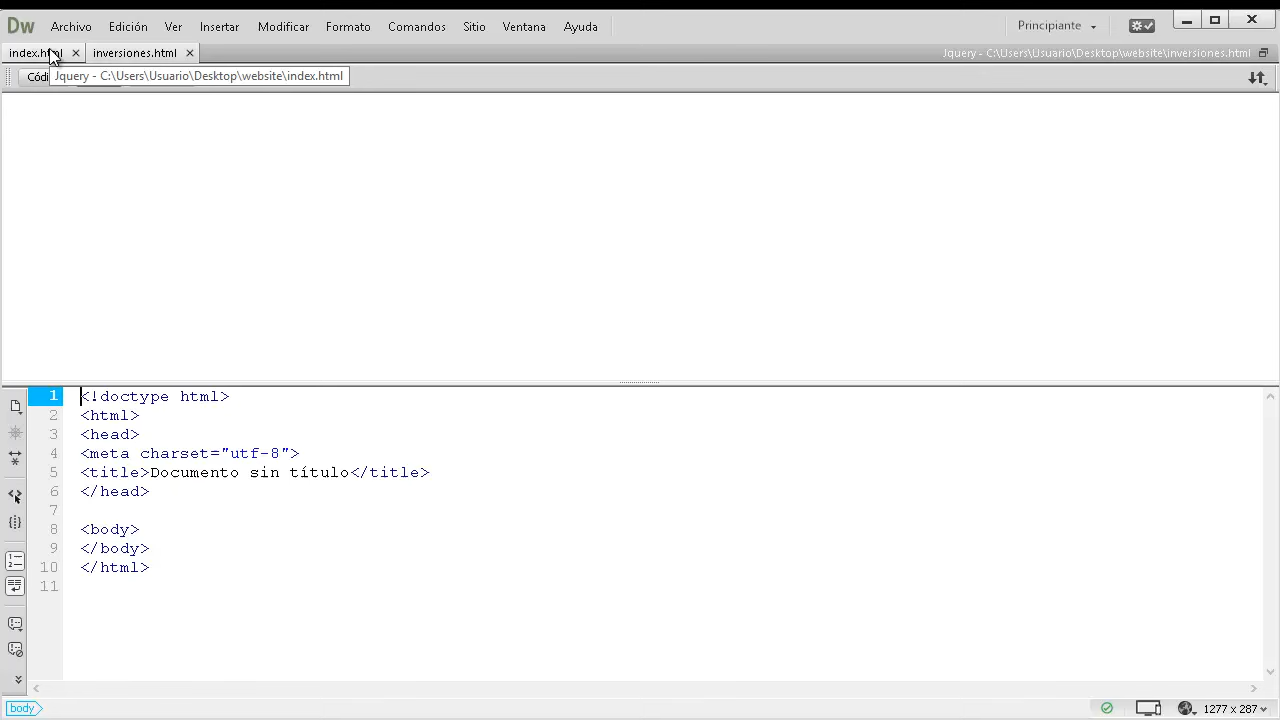 Dw Archivo Edición Ver Insertar Modificar Formato Comandos Sitio Ventana Ayuda Principiante
index.html inversiones.html Jquery - C:\Users\Usuario\Desktop\website\inversiones.html
Jquery - C:\Users\Usuario\Desktop\website\index.html
1 <!doctype html>
2 <html>
3 <head>
4 <meta charset="utf-8">
5 <title>Documento sin título</title>
6 </head>
7
8 <body>
9 </body>
10 </html>
11
body 1277 x 287